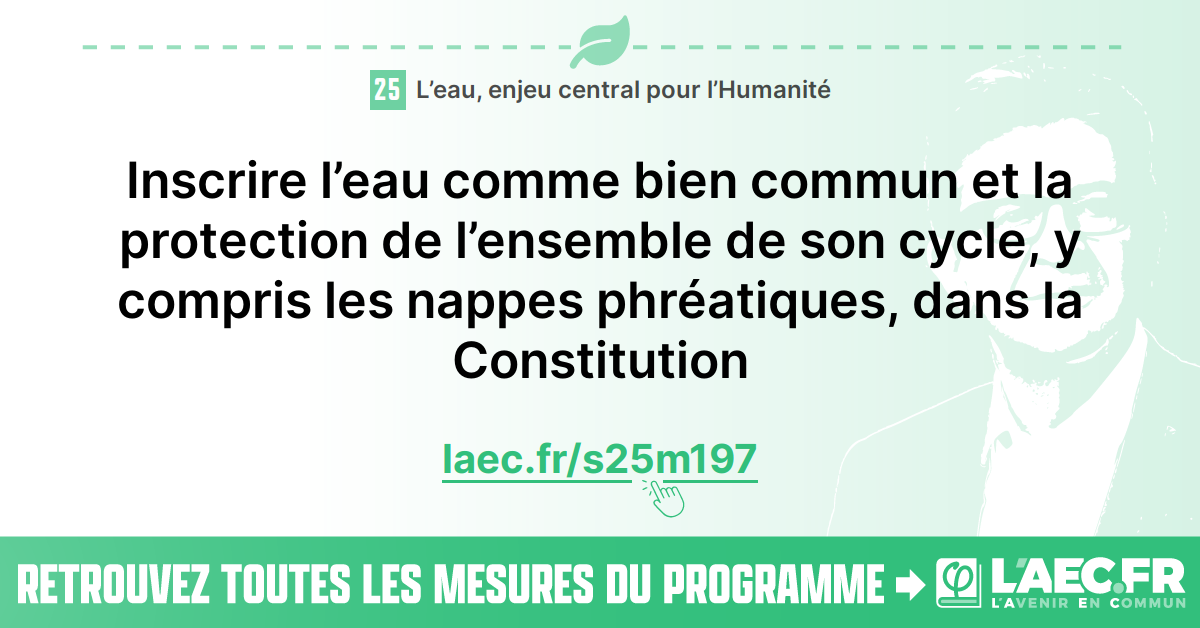 25 L’eau, enjeu central pour l’Humanité
Inscrire l’eau comme bien commun et la
protection de l’ensemble de son cycle, y
compris les nappes phréatiques, dans la
Constitution
laec.fr/s25m197
RETROUVEZ TOUTES LES MESURES DU PROGRAMME
φ L'AEC.FR
L'AVENIR EN COMMUN